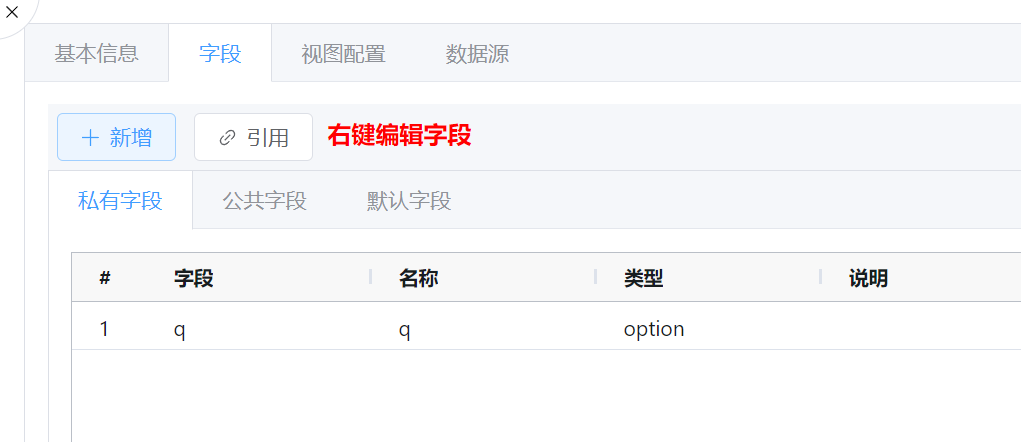 基本信息 字段 视图配置 数据源
新增 引用 右键编辑字段
私有字段 公共字段 默认字段
# 字段 名称 类型 说明
1 q q option